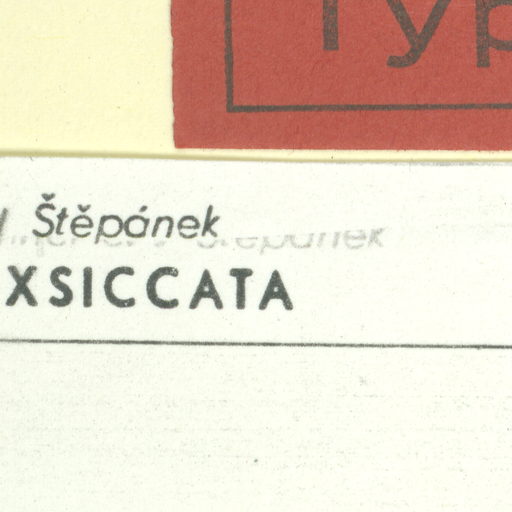 Typ
Štěpánek
XSICCATA